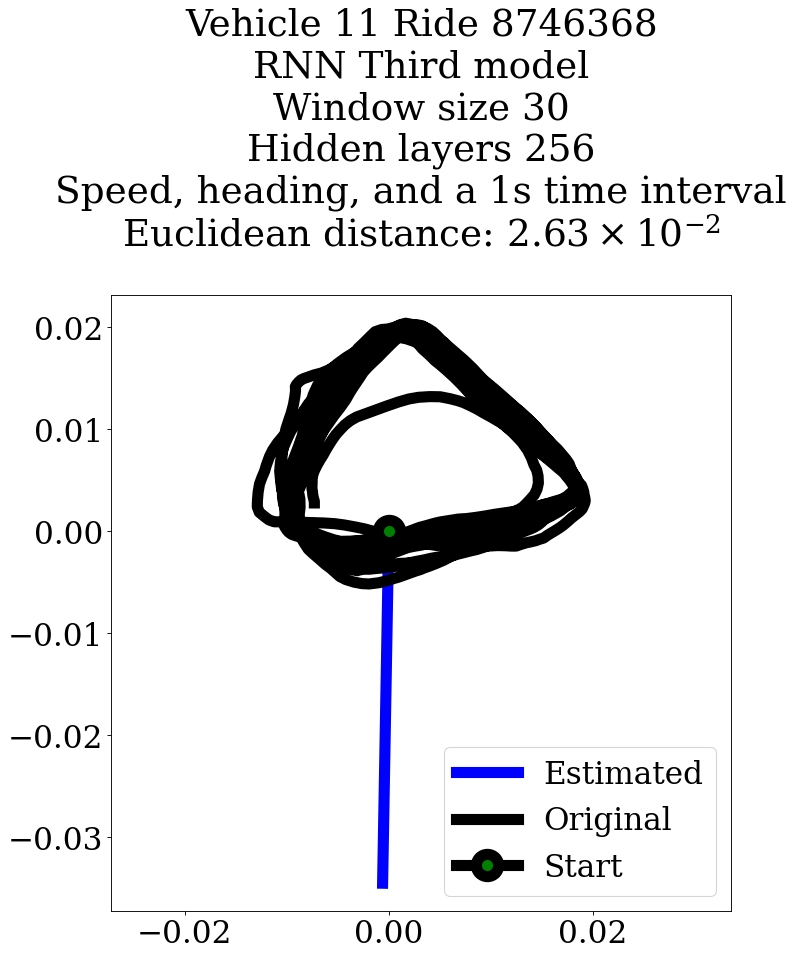 Vehicle 11 Ride 8746368
RNN Third model
Window size 30
Hidden layers 256
Speed, heading, and a 1s time interval
Euclidean distance: 2.63 × 10⁻²
0.02
0.01
0.00
−0.01
−0.02
−0.03
Estimated
Original
Start
−0.02 0.00 0.02